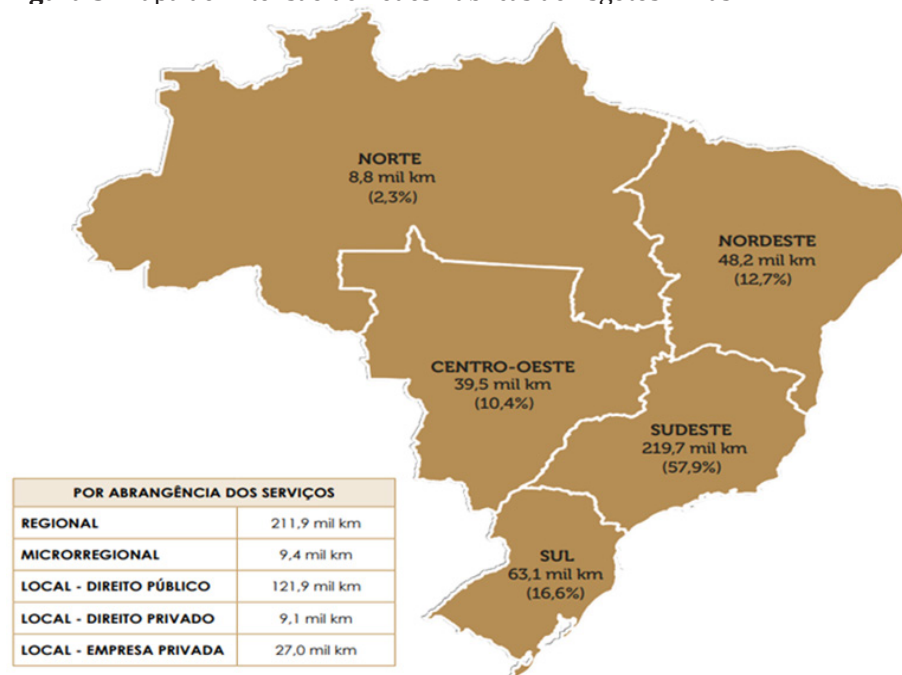 NORTE
8,8 mil km
(2,3%)
NORDESTE
48,2 mil km
(12,7%)
CENTRO-OESTE
39,5 mil km
(10,4%)
SUDESTE
219,7 mil km
(57,9%)
SUL
63,1 mil km
(16,6%)
POR ABRANGÊNCIA DOS SERVIÇOS
REGIONAL 211,9 mil km
MICRORREGIONAL 9,4 mil km
LOCAL - DIREITO PÚBLICO 121,9 mil km
LOCAL - DIREITO PRIVADO 9,1 mil km
LOCAL - EMPRESA PRIVADA 27,0 mil km